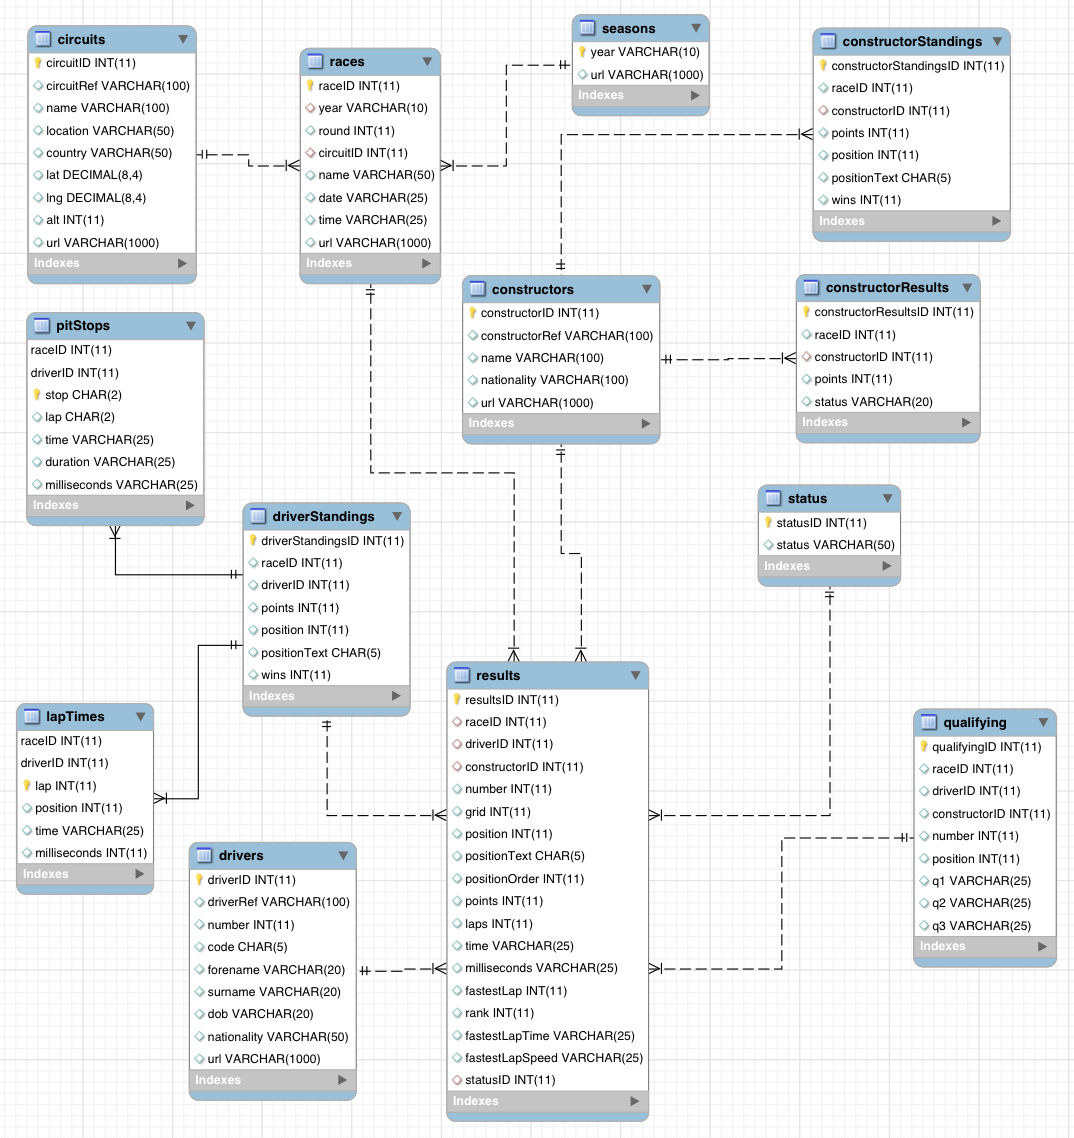 circuits
circuitID INT(11)
circuitRef VARCHAR(100)
name VARCHAR(100)
location VARCHAR(50)
country VARCHAR(50)
lat DECIMAL(8,4)
lng DECIMAL(8,4)
alt INT(11)
url VARCHAR(1000)
Indexes
races
raceID INT(11)
year VARCHAR(10)
round INT(11)
circuitID INT(11)
name VARCHAR(50)
date VARCHAR(25)
time VARCHAR(25)
url VARCHAR(1000)
Indexes
seasons
year VARCHAR(10)
url VARCHAR(1000)
Indexes
constructorStandings
constructorStandingsID INT(11)
raceID INT(11)
constructorID INT(11)
points INT(11)
position INT(11)
positionText CHAR(5)
wins INT(11)
Indexes
pitStops
raceID INT(11)
driverID INT(11)
stop CHAR(2)
lap CHAR(2)
time VARCHAR(25)
duration VARCHAR(25)
milliseconds VARCHAR(25)
Indexes
constructors
constructorID INT(11)
constructorRef VARCHAR(100)
name VARCHAR(100)
nationality VARCHAR(100)
url VARCHAR(1000)
Indexes
constructorResults
constructorResultsID INT(11)
raceID INT(11)
constructorID INT(11)
points INT(11)
status VARCHAR(20)
Indexes
driverStandings
driverStandingsID INT(11)
raceID INT(11)
driverID INT(11)
points INT(11)
position INT(11)
positionText CHAR(5)
wins INT(11)
Indexes
status
statusID INT(11)
status VARCHAR(50)
Indexes
lapTimes
raceID INT(11)
driverID INT(11)
lap INT(11)
position INT(11)
time VARCHAR(25)
milliseconds INT(11)
Indexes
drivers
driverID INT(11)
driverRef VARCHAR(100)
number INT(11)
code CHAR(5)
forename VARCHAR(20)
surname VARCHAR(20)
dob VARCHAR(20)
nationality VARCHAR(50)
url VARCHAR(1000)
Indexes
results
resultsID INT(11)
raceID INT(11)
driverID INT(11)
constructorID INT(11)
number INT(11)
grid INT(11)
position INT(11)
positionText CHAR(5)
positionOrder INT(11)
points INT(11)
laps INT(11)
time VARCHAR(25)
milliseconds VARCHAR(25)
fastestLap INT(11)
rank INT(11)
fastestLapTime VARCHAR(25)
fastestLapSpeed VARCHAR(25)
statusID INT(11)
Indexes
qualifying
qualifyingID INT(11)
raceID INT(11)
driverID INT(11)
constructorID INT(11)
number INT(11)
position INT(11)
q1 VARCHAR(25)
q2 VARCHAR(25)
q3 VARCHAR(25)
Indexes